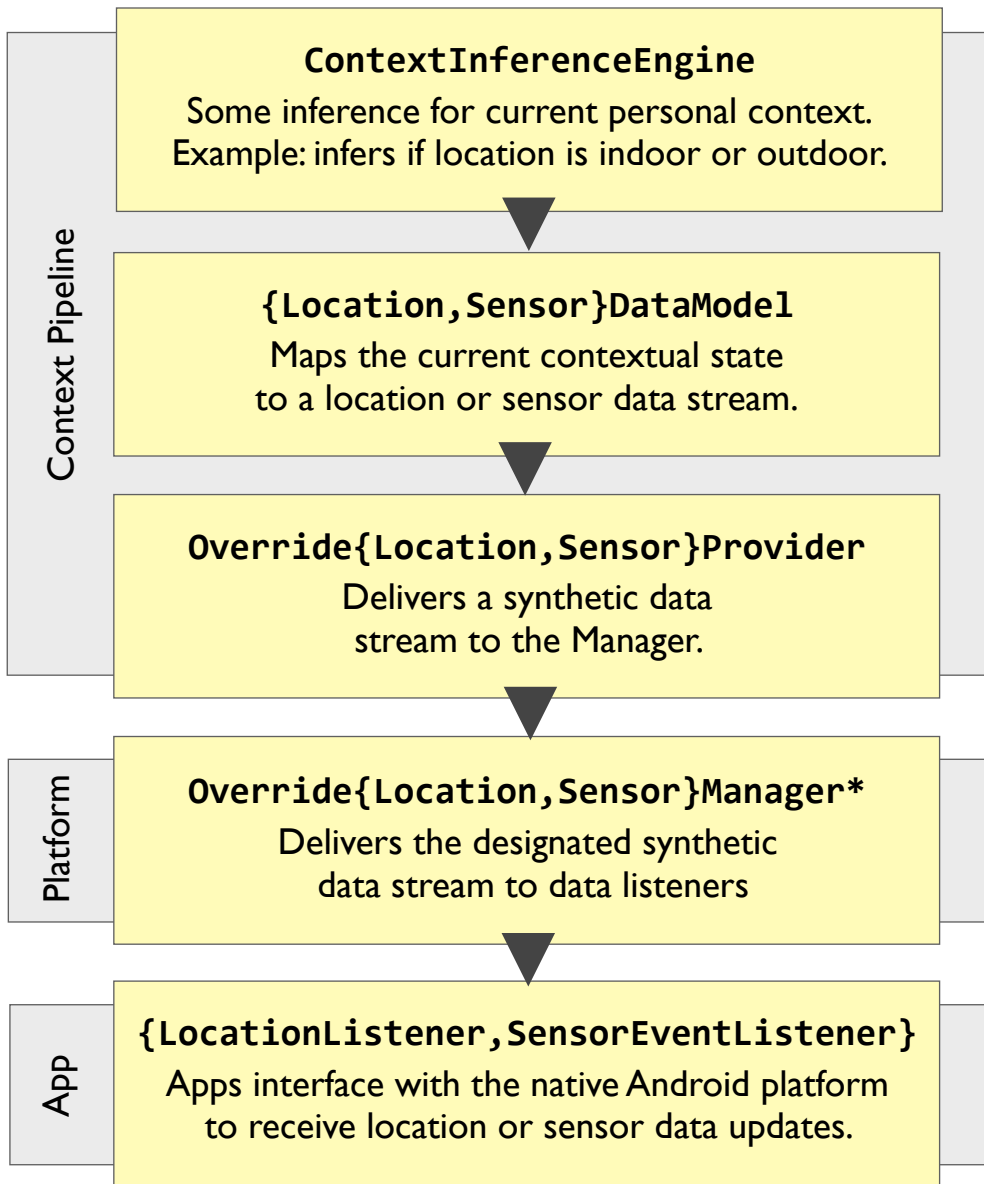 ContextInferenceEngine
Some inference for current personal context.
Example: infers if location is indoor or outdoor.
Context Pipeline
{Location,Sensor}DataModel
Maps the current contextual state
to a location or sensor data stream.
Override{Location,Sensor}Provider
Delivers a synthetic data
stream to the Manager.
Platform
Override{Location,Sensor}Manager*
Delivers the designated synthetic
data stream to data listeners
App
{LocationListener,SensorEventListener}
Apps interface with the native Android platform
to receive location or sensor data updates.